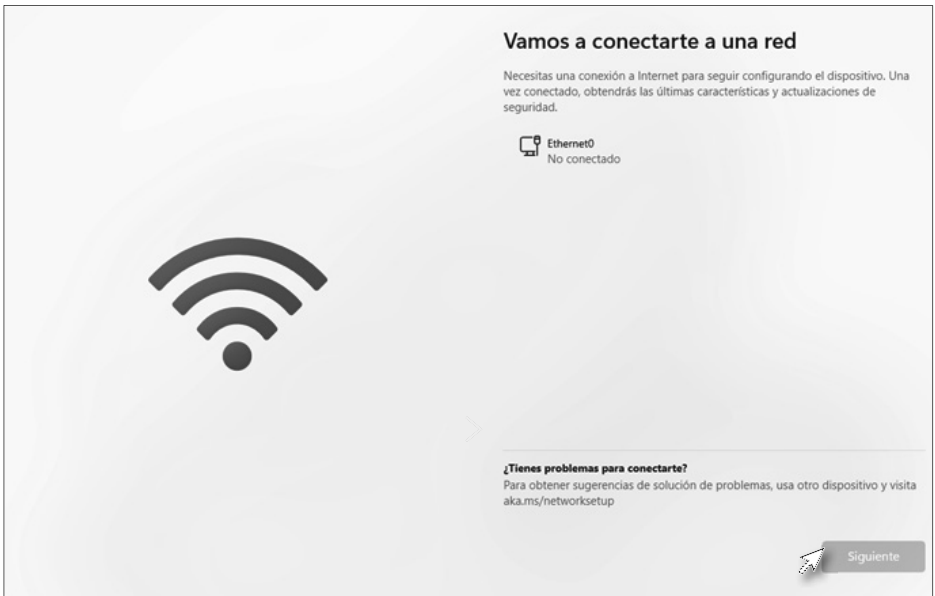 Vamos a conectarte a una red
Necesitas una conexión a Internet para seguir configurando el dispositivo. Una
vez conectado, obtendrás las últimas características y actualizaciones de
seguridad.
Ethernet0
No conectado
¿Tienes problemas para conectarte?
Para obtener sugerencias de solución de problemas, usa otro dispositivo y visita
aka.ms/networksetup
Siguiente